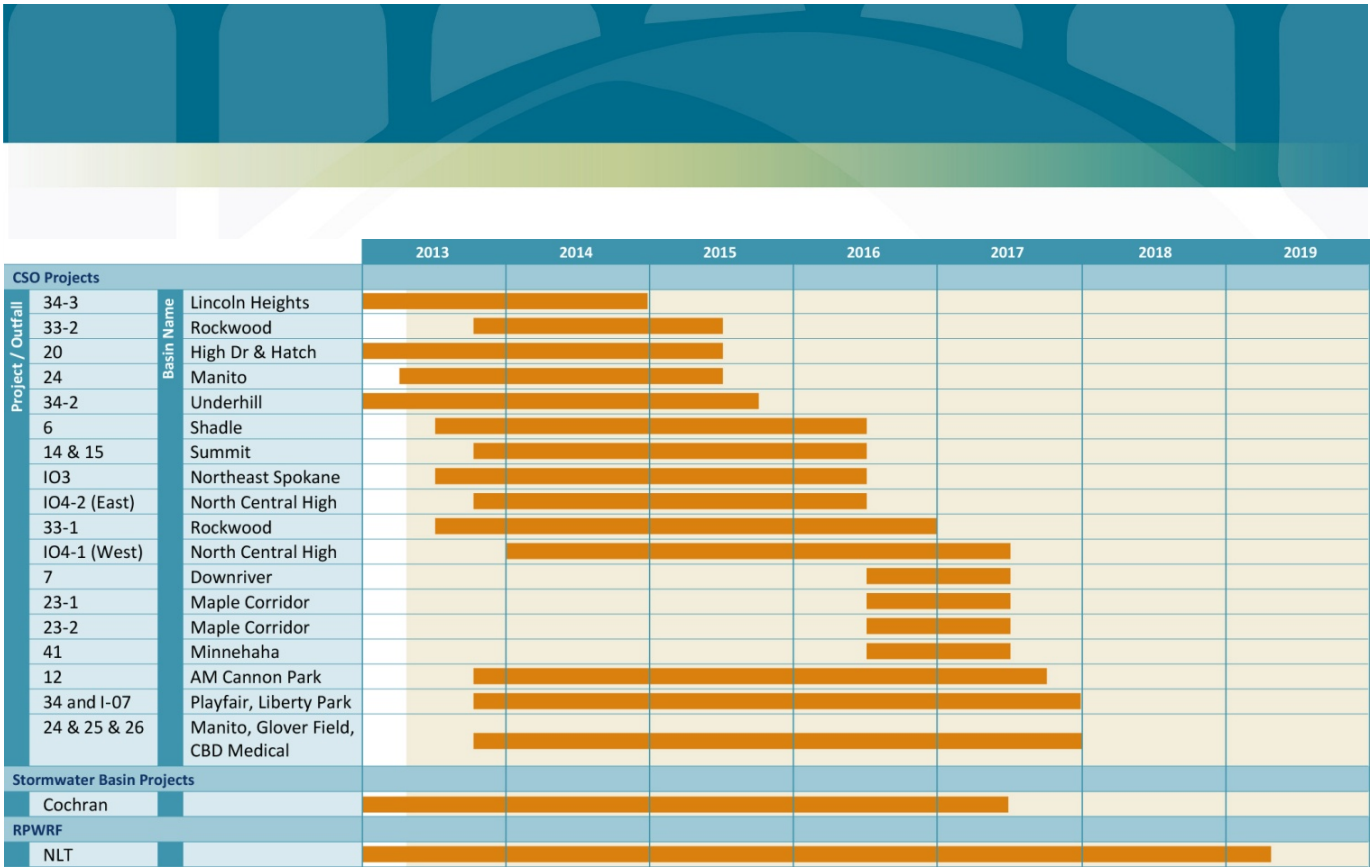 2013 2014 2015 2016 2017 2018 2019
CSO Projects
Project / Outfall
Basin Name
34-3 Lincoln Heights
33-2 Rockwood
20 High Dr & Hatch
24 Manito
34-2 Underhill
6 Shadle
14 & 15 Summit
IO3 Northeast Spokane
IO4-2 (East) North Central High
33-1 Rockwood
IO4-1 (West) North Central High
7 Downriver
23-1 Maple Corridor
23-2 Maple Corridor
41 Minnehaha
12 AM Cannon Park
34 and I-07 Playfair, Liberty Park
24 & 25 & 26 Manito, Glover Field,
CBD Medical
Stormwater Basin Projects
Cochran
RPWRF
NLT